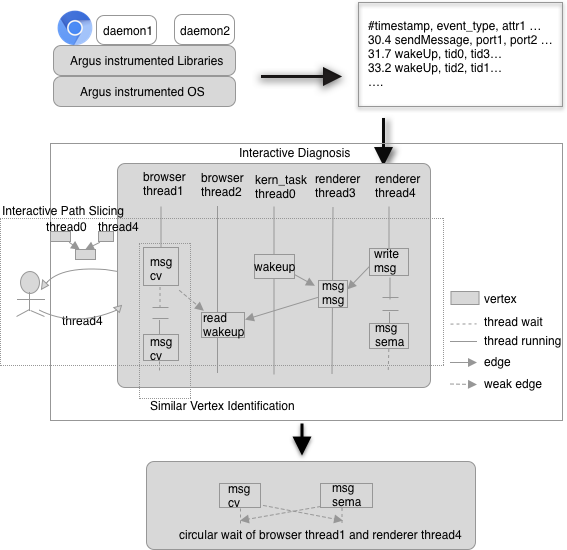 daemon1
daemon2
Argus instrumented Libraries
Argus instrumented OS
#timestamp, event_type, attr1 ...
30.4 sendMessage, port1, port2 ...
31.7 wakeUp, tid0, tid3...
33.2 wakeUp, tid2, tid1...
....
Interactive Diagnosis
browser
thread1
browser
thread2
kern_task
thread0
renderer
thread3
renderer
thread4
Interactive Path Slicing
thread0
thread4
thread4
msg
cv
wakeup
write
msg
msg
msg
read
wakeup
msg
cv
msg
sema
vertex
thread wait
thread running
edge
weak edge
Similar Vertex Identification
msg
cv
msg
sema
circular wait of browser thread1 and renderer thread4